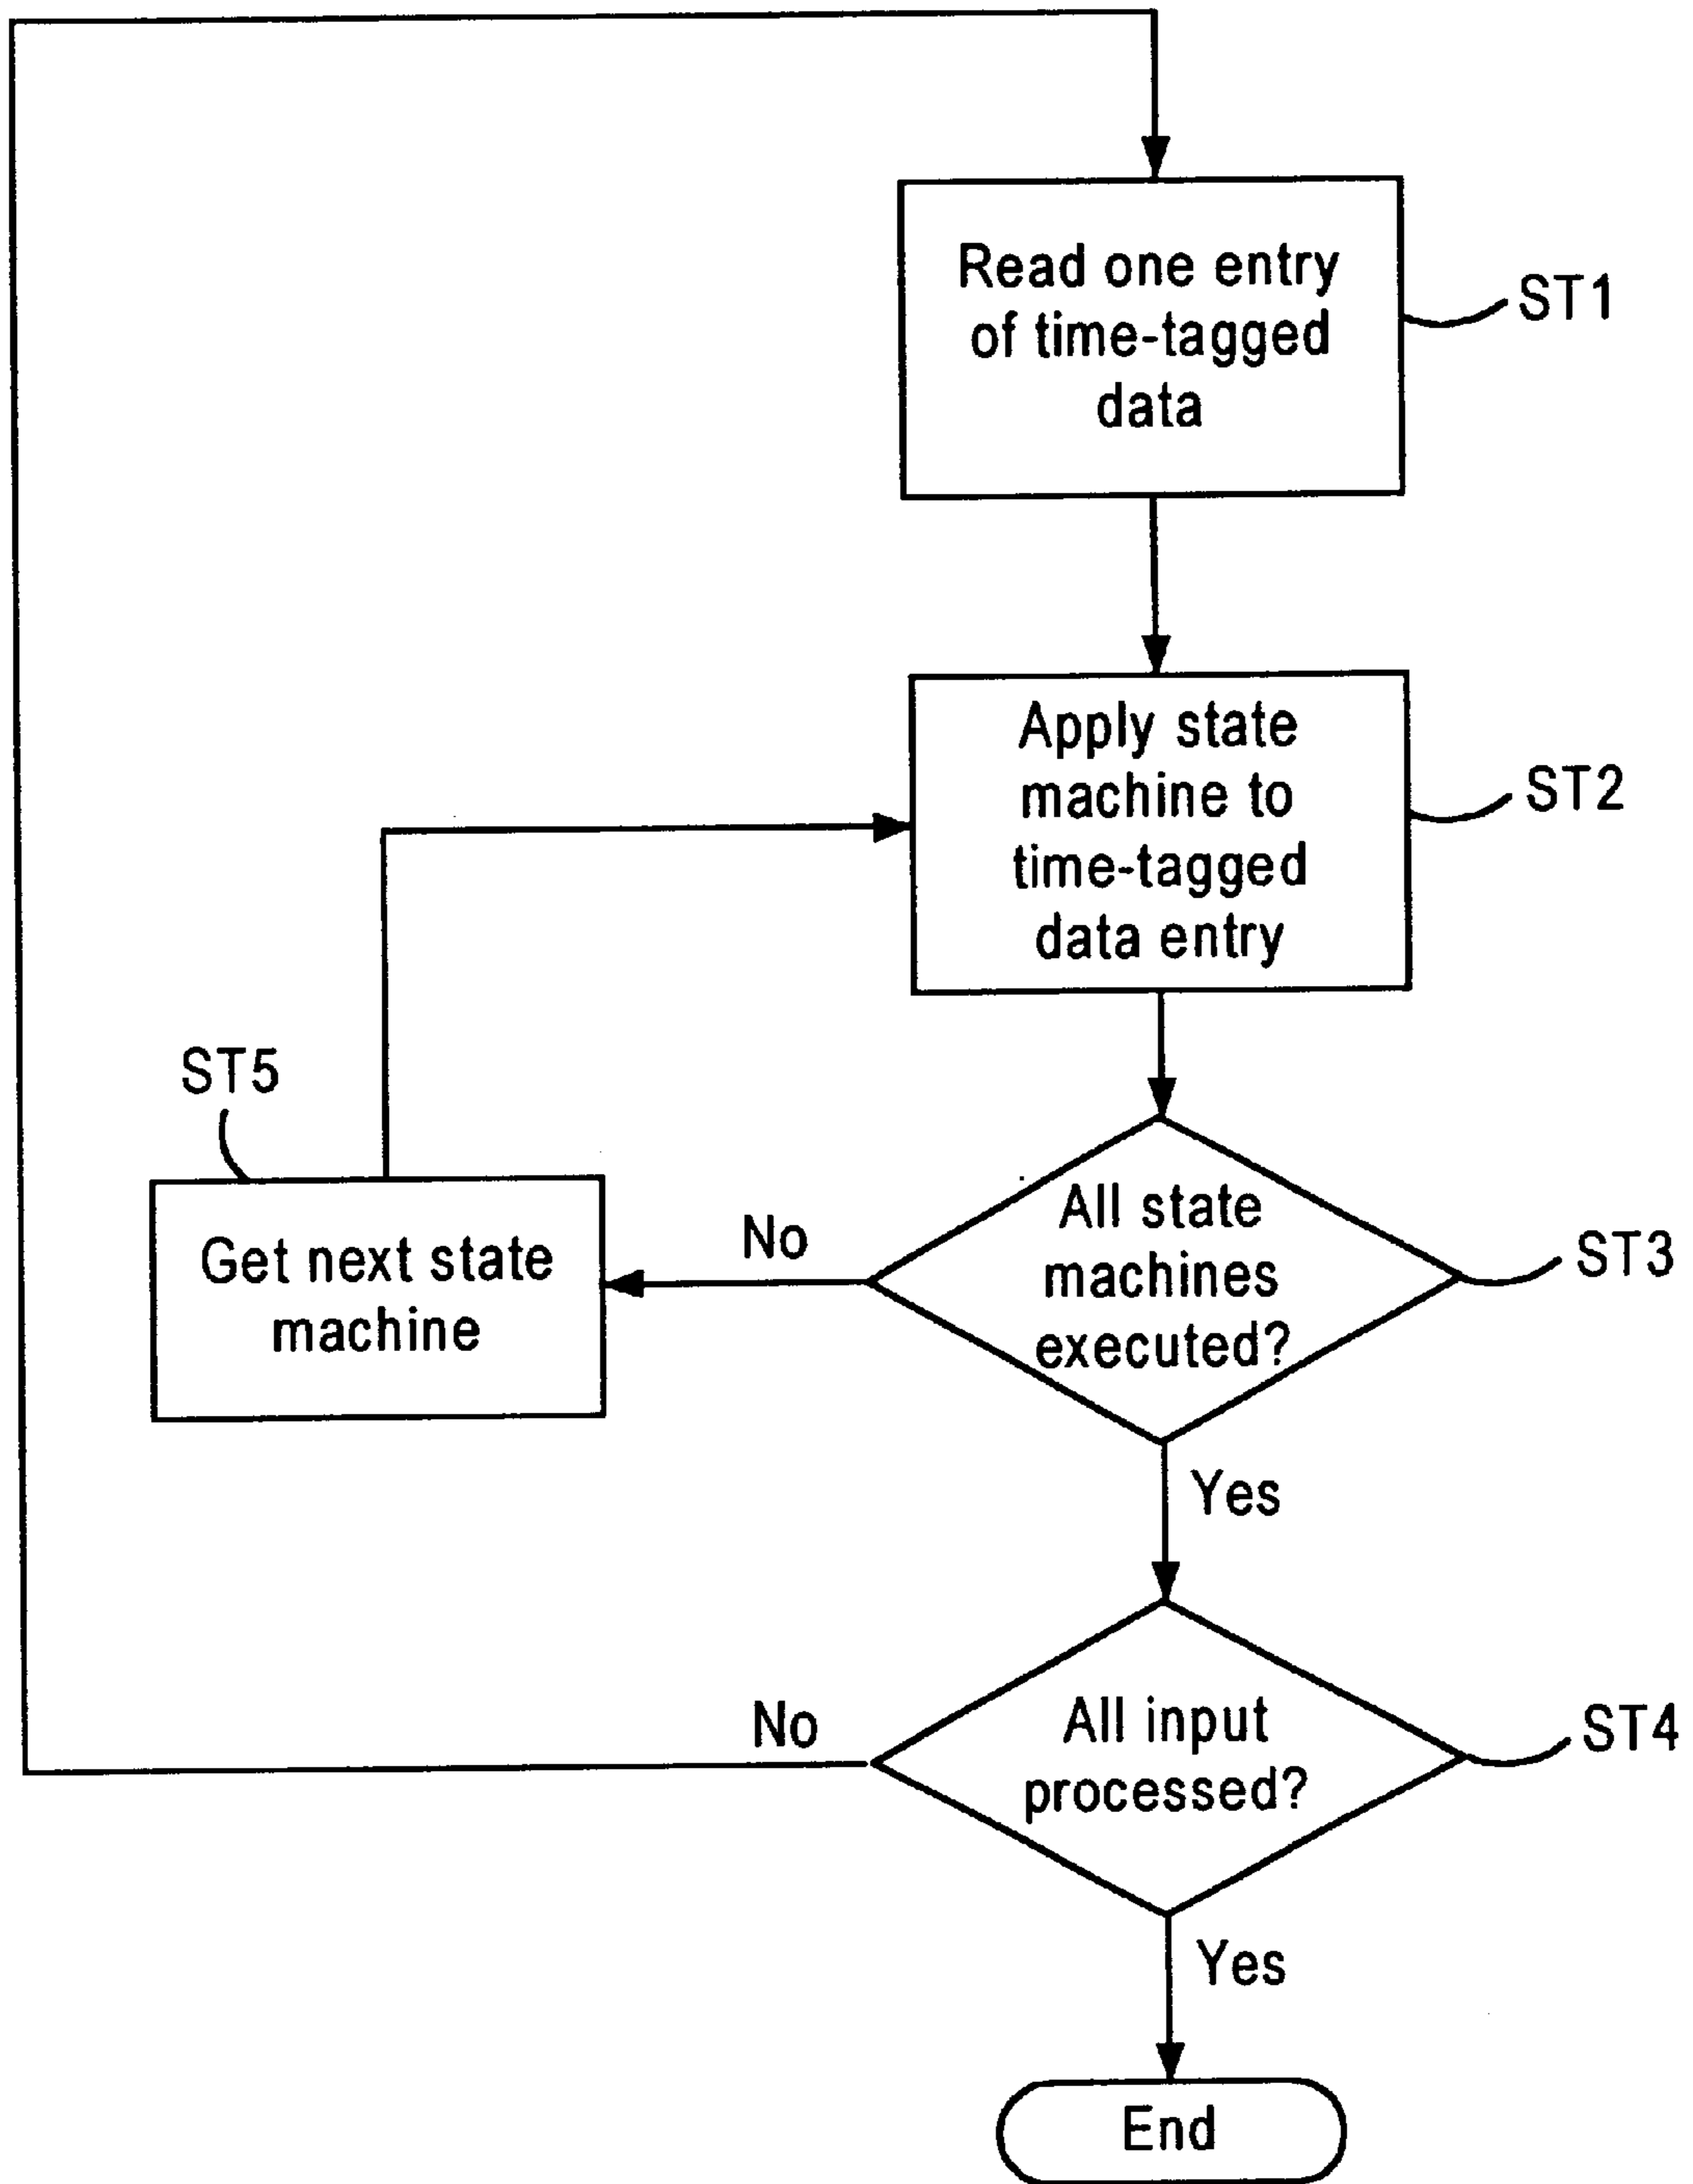 Read one entry
of time-tagged
data
ST1
Apply state
machine to
time-tagged
data entry
ST2
ST5
Get next state
machine
No
All state
machines
executed?
ST3
Yes
No
All input
processed?
ST4
Yes
End